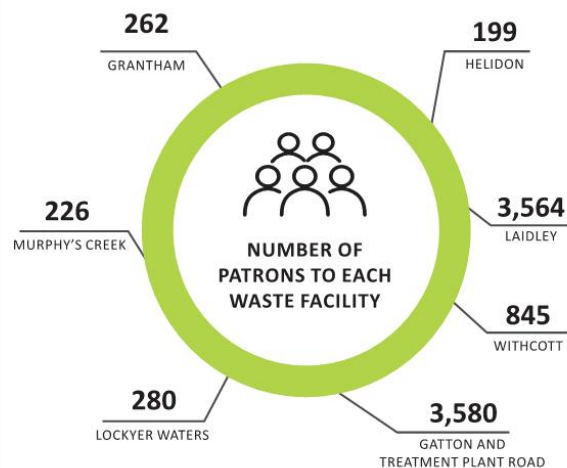 262
GRANTHAM
199
HELIDON
226
MURPHY'S CREEK
NUMBER OF
PATRONS TO EACH
WASTE FACILITY
3,564
LAIDLEY
845
WITHCOTT
280
LOCKYER WATERS
3,580
GATTON AND
TREATMENT PLANT ROAD